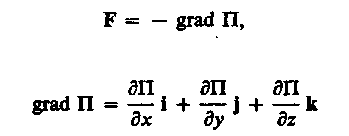 F = − grad Π,
grad Π = ∂Π/∂x i + ∂Π/∂y j + ∂Π/∂z k